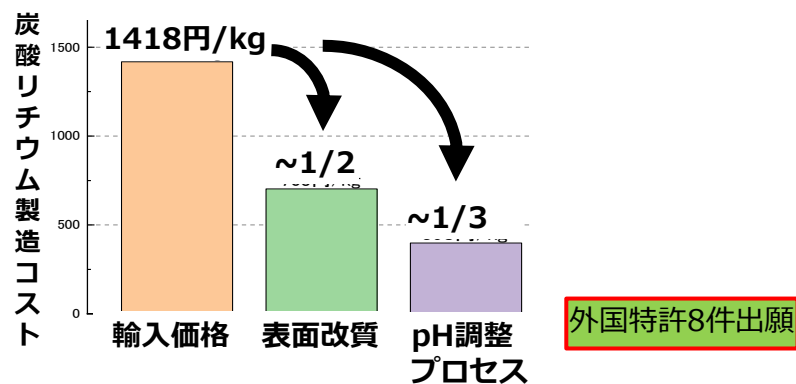 炭酸リチウム製造コスト
1500
1000
500
0
1418円/kg
~1/2
~1/3
輸入価格
表面改質
pH調整
プロセス
外国特許8件出願